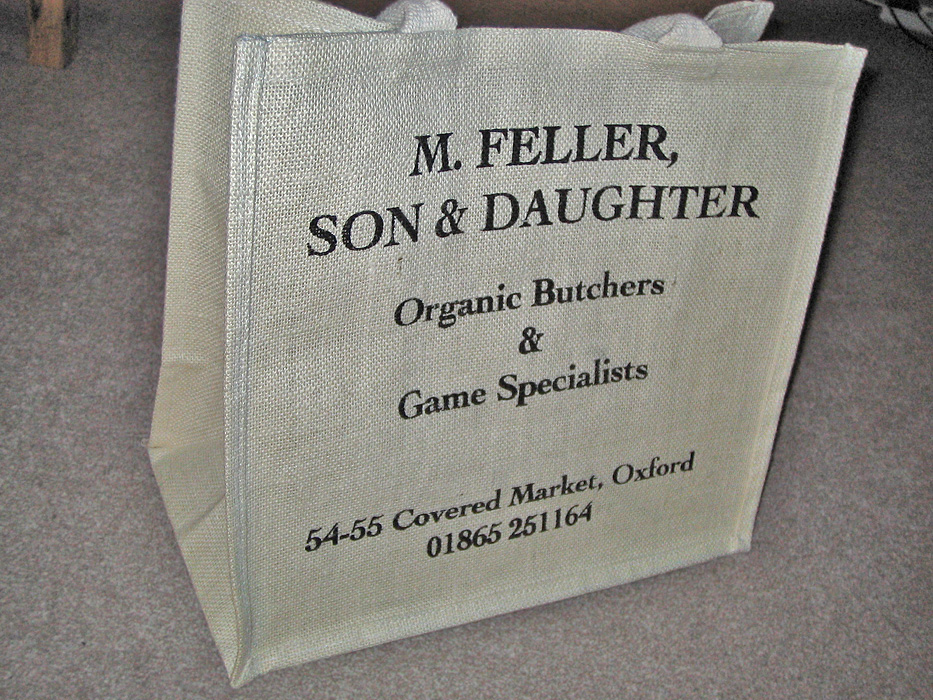 M. FELLER,
SON & DAUGHTER
Organic Butchers
&
Game Specialists
54-55 Covered Market, Oxford
01865 251164